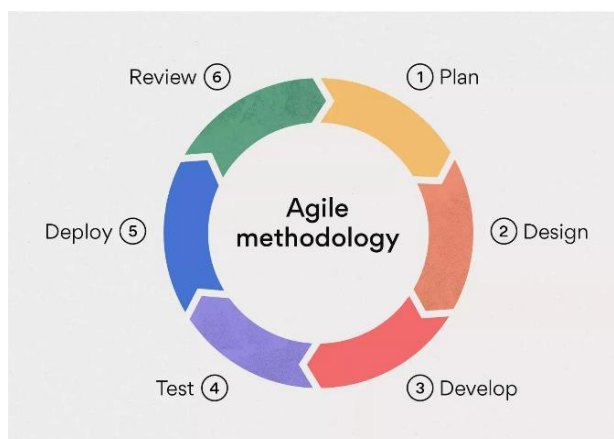 Agile
methodology
① Plan
② Design
③ Develop
Test ④
Deploy ⑤
Review ⑥